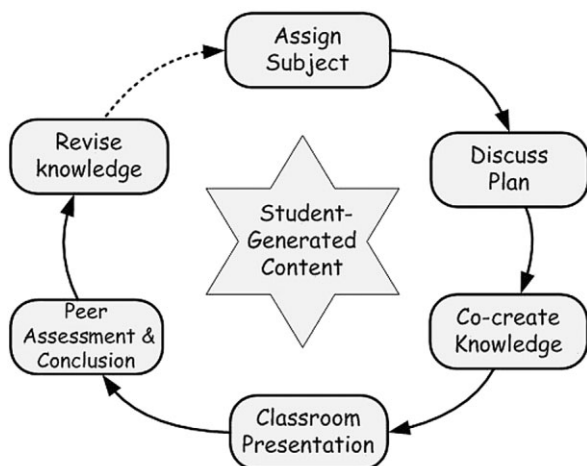 Assign
Subject
Discuss
Plan
Co-create
Knowledge
Classroom
Presentation
Peer
Assessment &
Conclusion
Revise
knowledge
Student-
Generated
Content